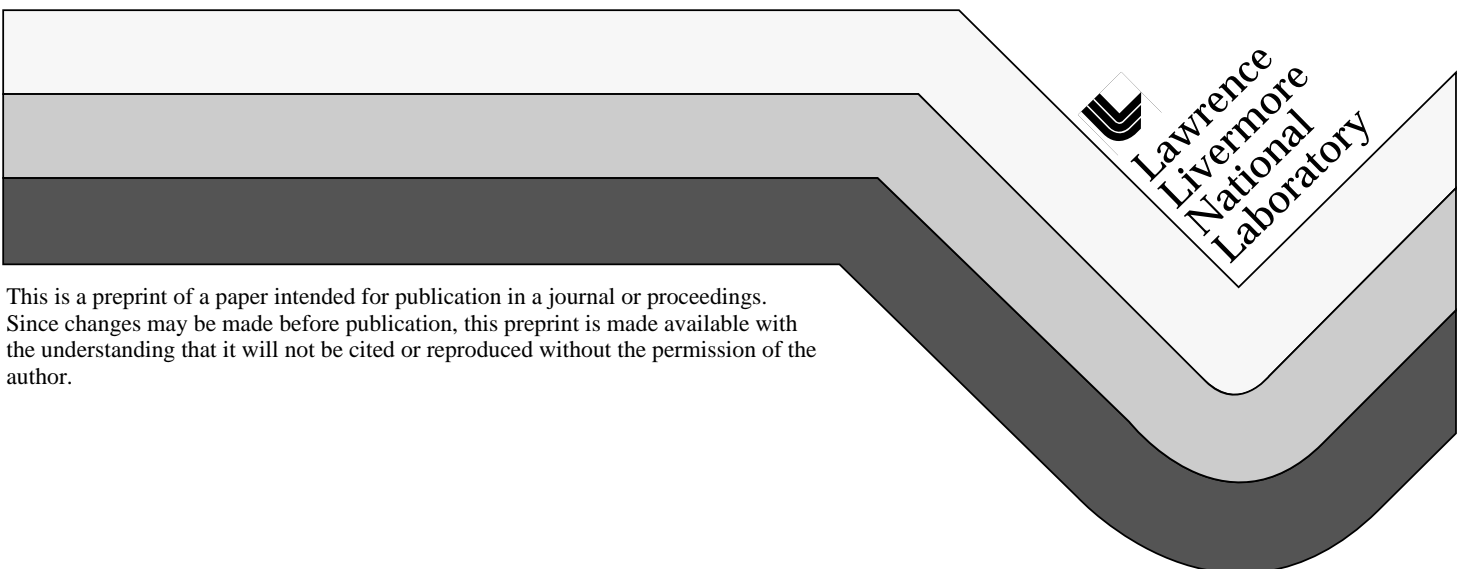 Lawrence
Livermore
National
Laboratory
This is a preprint of a paper intended for publication in a journal or proceedings.
Since changes may be made before publication, this preprint is made available with
the understanding that it will not be cited or reproduced without the permission of the
author.